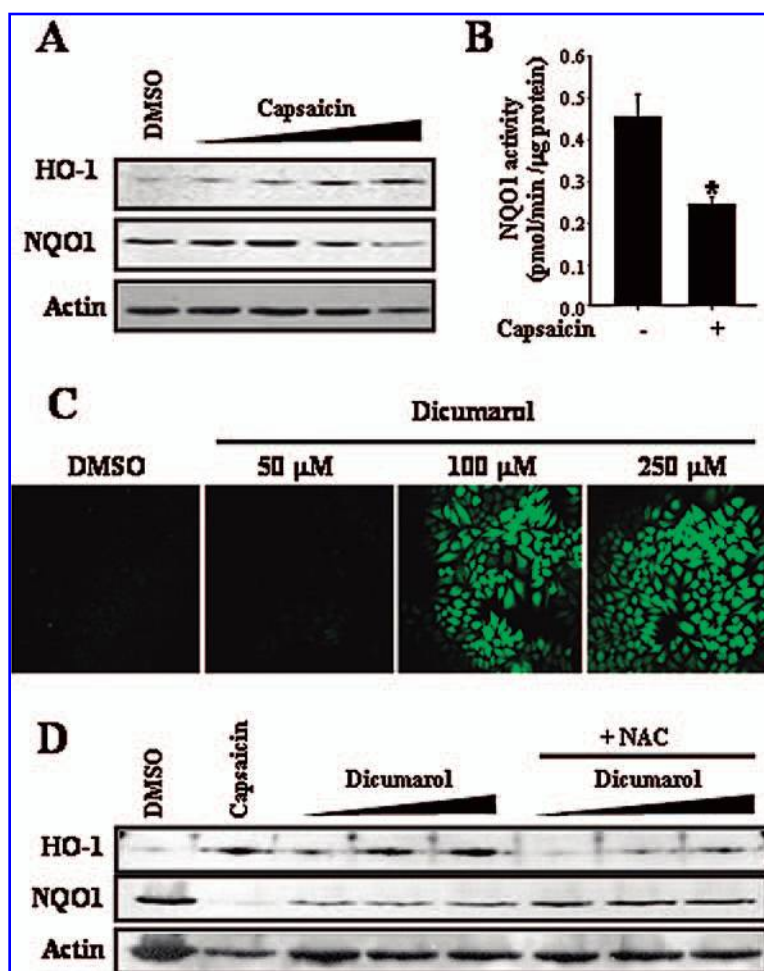 A
DMSO
Capsaicin
HO-1
NQO1
Actin
B
NQO1 activity
(pmol/min /µg protein)
0.6
0.5
0.4
0.3
0.2
0.1
0.0
*
Capsaicin - +
C
Dicumarol
DMSO 50 µM 100 µM 250 µM
D
DMSO
Capsaicin
Dicumarol
+ NAC
Dicumarol
HO-1
NQO1
Actin